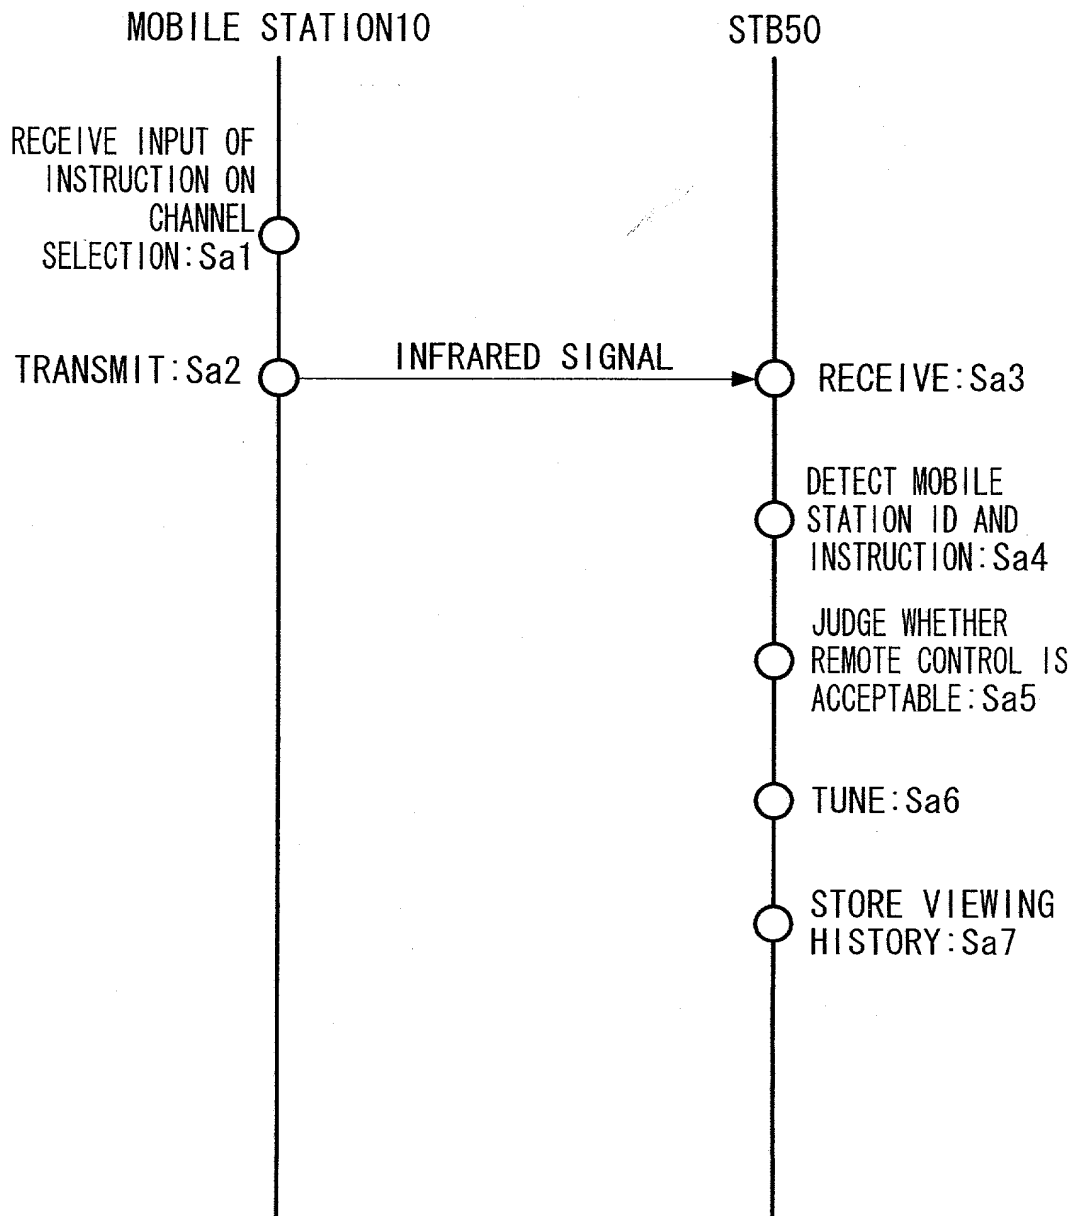 MOBILE STATION10
STB50
RECEIVE INPUT OF
INSTRUCTION ON
CHANNEL
SELECTION:Sa1
TRANSMIT:Sa2
INFRARED SIGNAL
RECEIVE:Sa3
DETECT MOBILE
STATION ID AND
INSTRUCTION:Sa4
JUDGE WHETHER
REMOTE CONTROL IS
ACCEPTABLE:Sa5
TUNE:Sa6
STORE VIEWING
HISTORY:Sa7